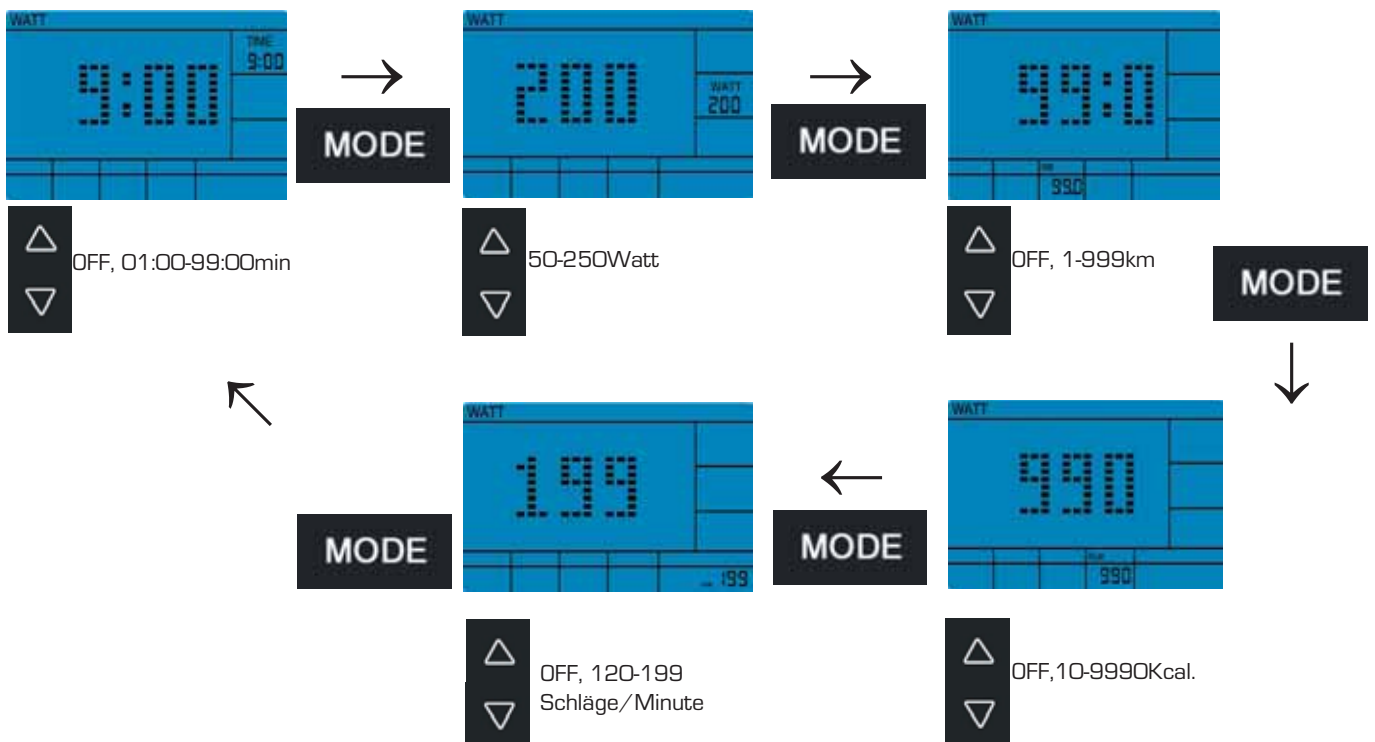 WATT
TIME
9:00
9:00
MODE
OFF, 01:00-99:00min
WATT
200
WATT
200
MODE
50-250Watt
WATT
99:0
99.0
OFF, 1-999km
MODE
WATT
990
990
OFF,10-9990Kcal.
MODE
WATT
199
199
OFF, 120-199
Schläge/Minute
MODE